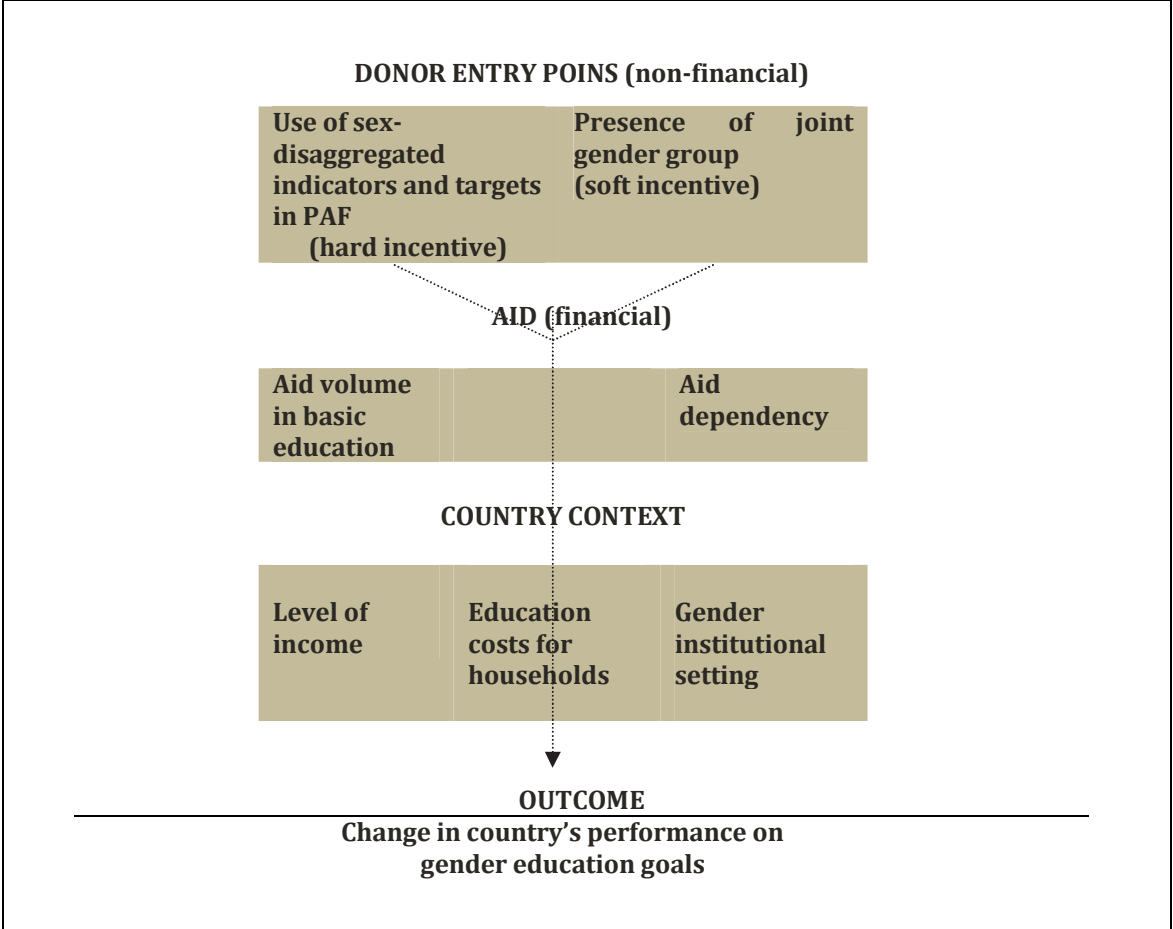 DONOR ENTRY POINS (non-financial)
Use of sex-
disaggregated
indicators and targets
in PAF
(hard incentive)
Presence of joint
gender group
(soft incentive)
AID (financial)
Aid volume
in basic
education
Aid
dependency
COUNTRY CONTEXT
Level of
income
Education
costs for
households
Gender
institutional
setting
OUTCOME
Change in country’s performance on
gender education goals